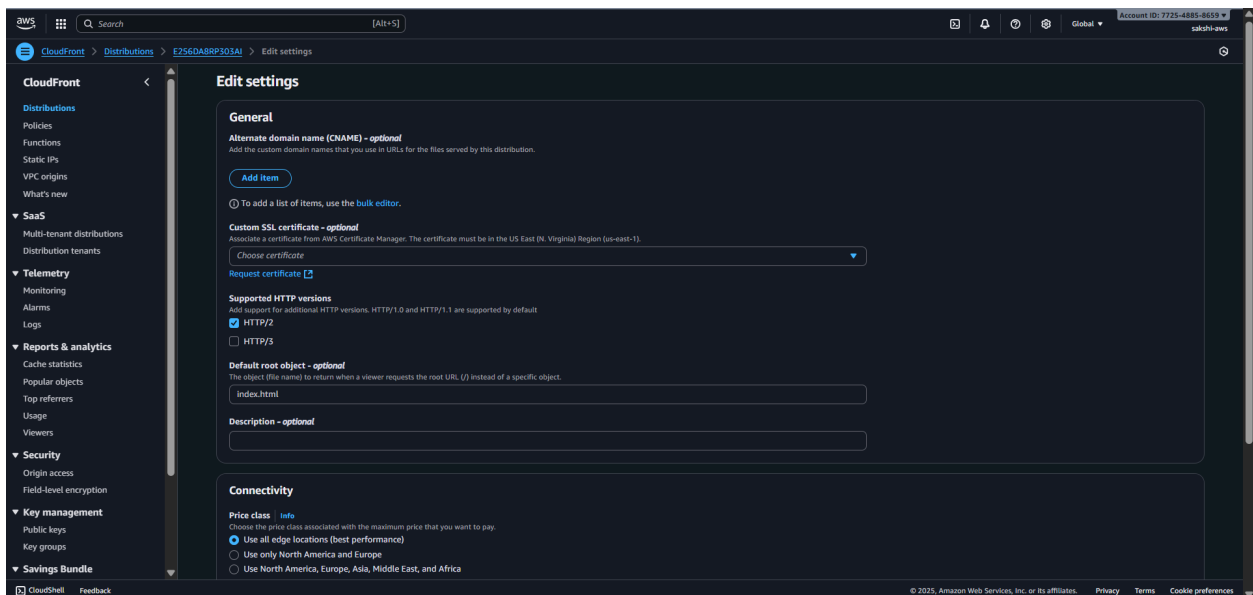 aws
Search
[Alt+S]
Global
Account ID: 7725-4885-8659
sakshi-aws
CloudFront > Distributions > E256DA8RP303AI > Edit settings
CloudFront
Distributions
Policies
Functions
Static IPs
VPC origins
What's new
SaaS
Multi-tenant distributions
Distribution tenants
Telemetry
Monitoring
Alarms
Logs
Reports & analytics
Cache statistics
Popular objects
Top referrers
Usage
Viewers
Security
Origin access
Field-level encryption
Key management
Public keys
Key groups
Savings Bundle
Edit settings
General
Alternate domain name (CNAME) - optional
Add the custom domain names that you use in URLs for the files served by this distribution.
Add item
To add a list of items, use the bulk editor.
Custom SSL certificate - optional
Associate a certificate from AWS Certificate Manager. The certificate must be in the US East (N. Virginia) Region (us-east-1).
Choose certificate
Request certificate
Supported HTTP versions
Add support for additional HTTP versions. HTTP/1.0 and HTTP/1.1 are supported by default
HTTP/2
HTTP/3
Default root object - optional
The object (file name) to return when a viewer requests the root URL (/) instead of a specific object.
index.html
Description - optional
Connectivity
Price class
Info
Choose the price class associated with the maximum price that you want to pay.
Use all edge locations (best performance)
Use only North America and Europe
Use North America, Europe, Asia, Middle East, and Africa
CloudShell
Feedback
© 2025, Amazon Web Services, Inc. or its affiliates.
Privacy
Terms
Cookie preferences